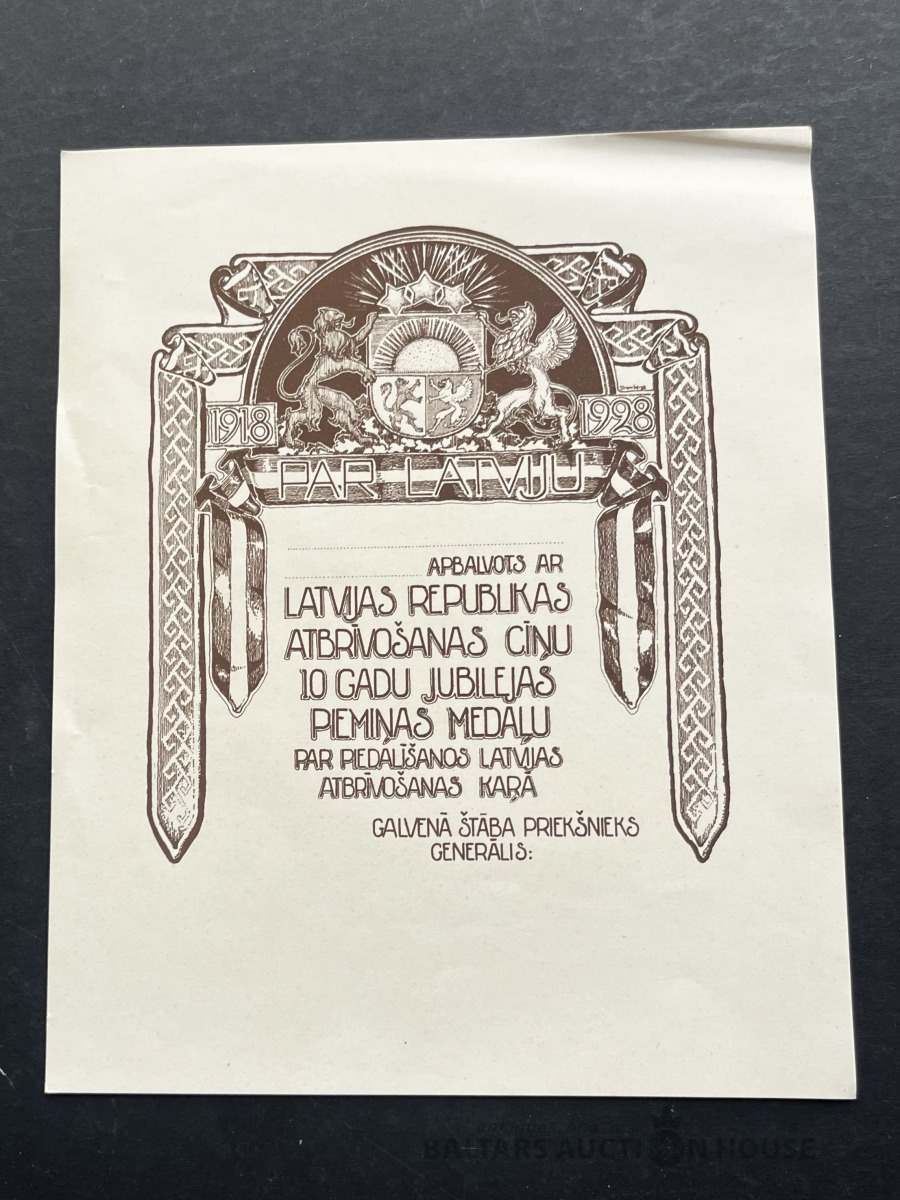 1918
1928
PAR LATVIJU
APBALVOTS AR
LATVIJAS REPUBLIKAS
ATBRĪVOŠANAS CĪŅU
10 GADU JUBILEJAS
PIEMIŅAS MEDAĻU
PAR PIEDALĪŠANOS LATVIJAS
ATBRĪVOŠANAS KAŖĀ
GALVENĀ ŠTĀBA PRIEKŠNIEKS
ĢENERĀLIS:
BALTARS AUCTION HOUSE